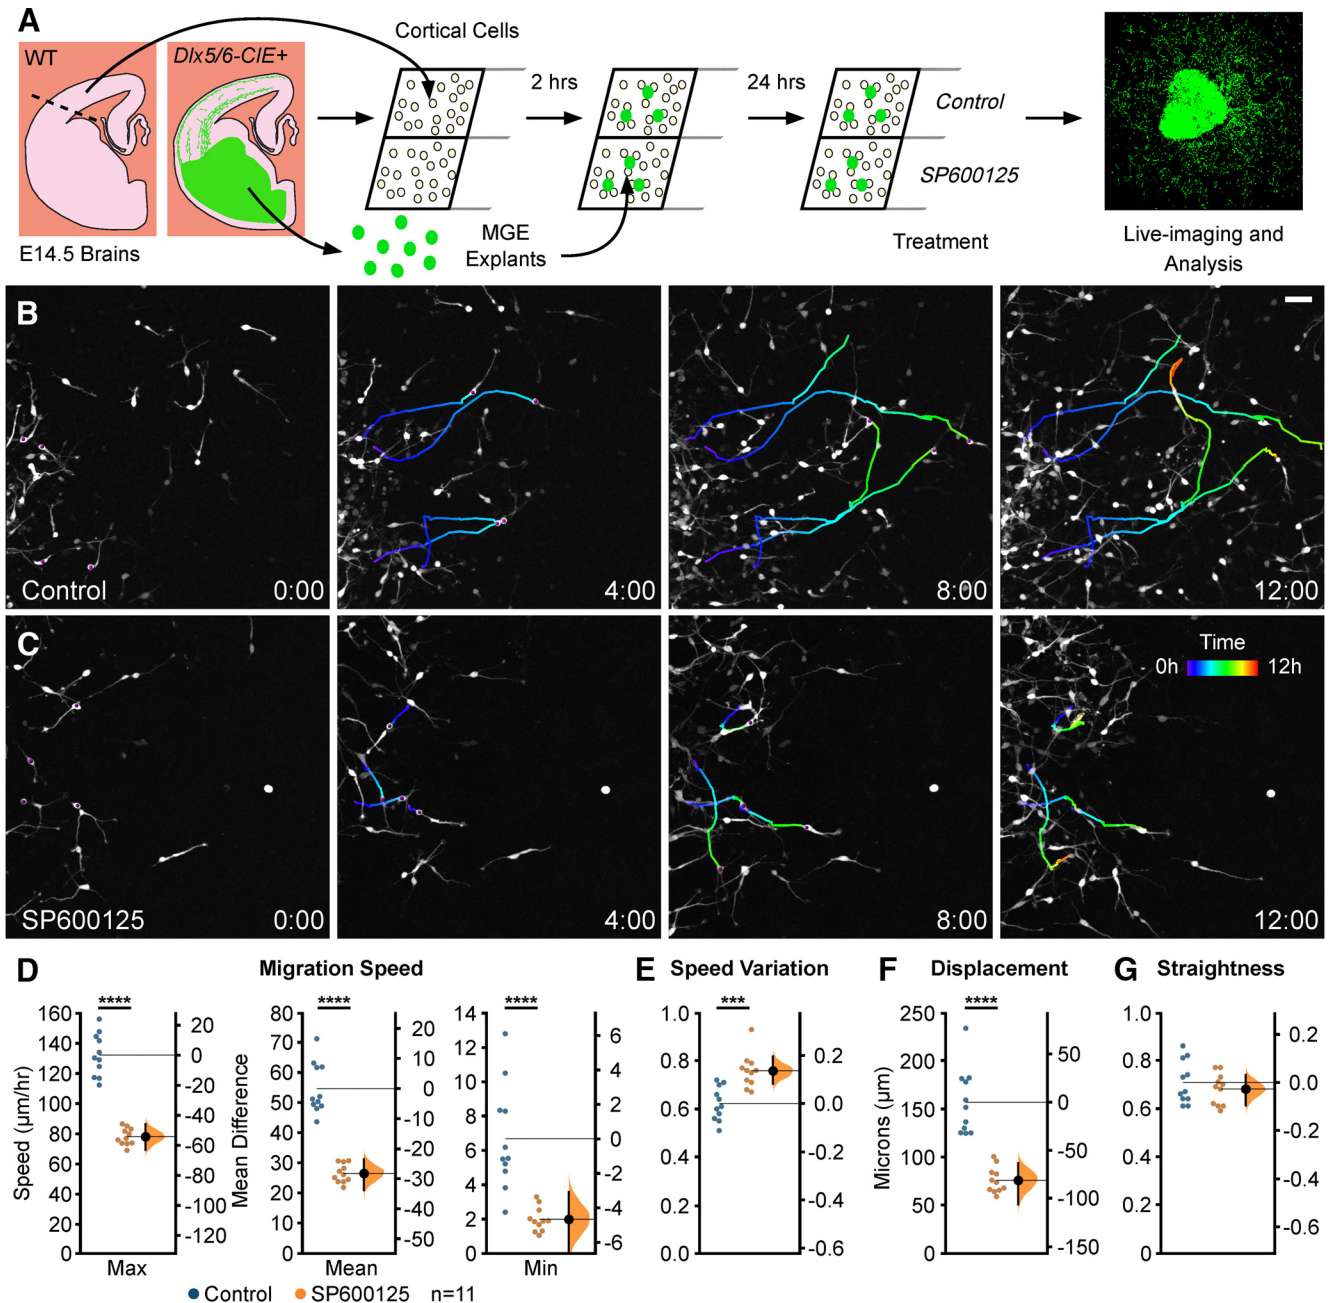 A
WT
Dlx5/6-CIE+
E14.5 Brains
Cortical Cells
2 hrs
24 hrs
MGE
Explants
Control
SP600125
Treatment
Live-imaging and
Analysis
B
Control
0:00
4:00
8:00
12:00
C
SP600125
0:00
4:00
8:00
12:00
Time
0h
12h
D
Migration Speed
Speed (μm/hr)
160
140
120
100
80
60
40
20
0
****
20
0
-20
-40
-60
-80
-100
-120
Max
Mean Difference
80
70
60
50
40
30
20
10
0
****
20
10
0
-10
-20
-30
-40
-50
Mean
14
12
10
8
6
4
2
0
****
6
4
2
0
-2
-4
-6
Min
Control
SP600125
n=11
E
Speed Variation
1.0
0.8
0.6
0.4
0.2
0.0
***
0.2
0.0
-0.2
-0.4
-0.6
F
Displacement
Microns (μm)
250
200
150
100
50
0
****
50
0
-50
-100
-150
G
Straightness
1.0
0.8
0.6
0.4
0.2
0
0.2
0.0
-0.2
-0.4
-0.6